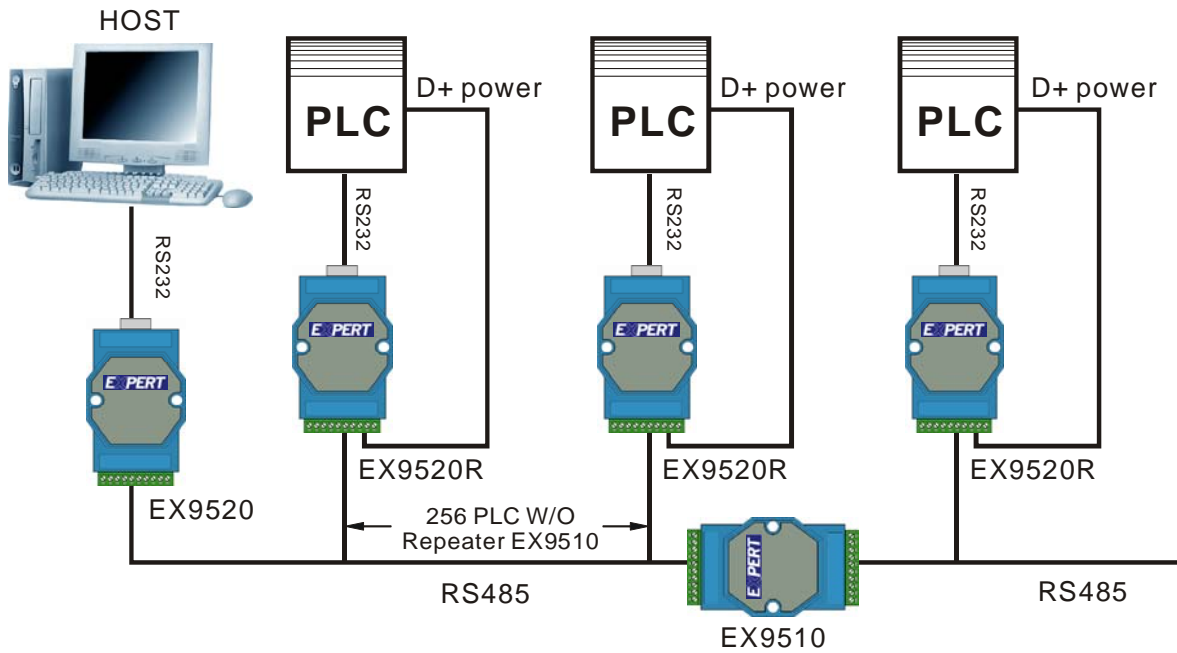 HOST
D+ power
D+ power
D+ power
PLC
PLC
PLC
RS232
RS232
RS232
RS232
EXPERT
EXPERT
EXPERT
EXPERT
EX9520R
EX9520R
EX9520R
EX9520
256 PLC W/O
Repeater EX9510
EXPERT
RS485
RS485
EX9510